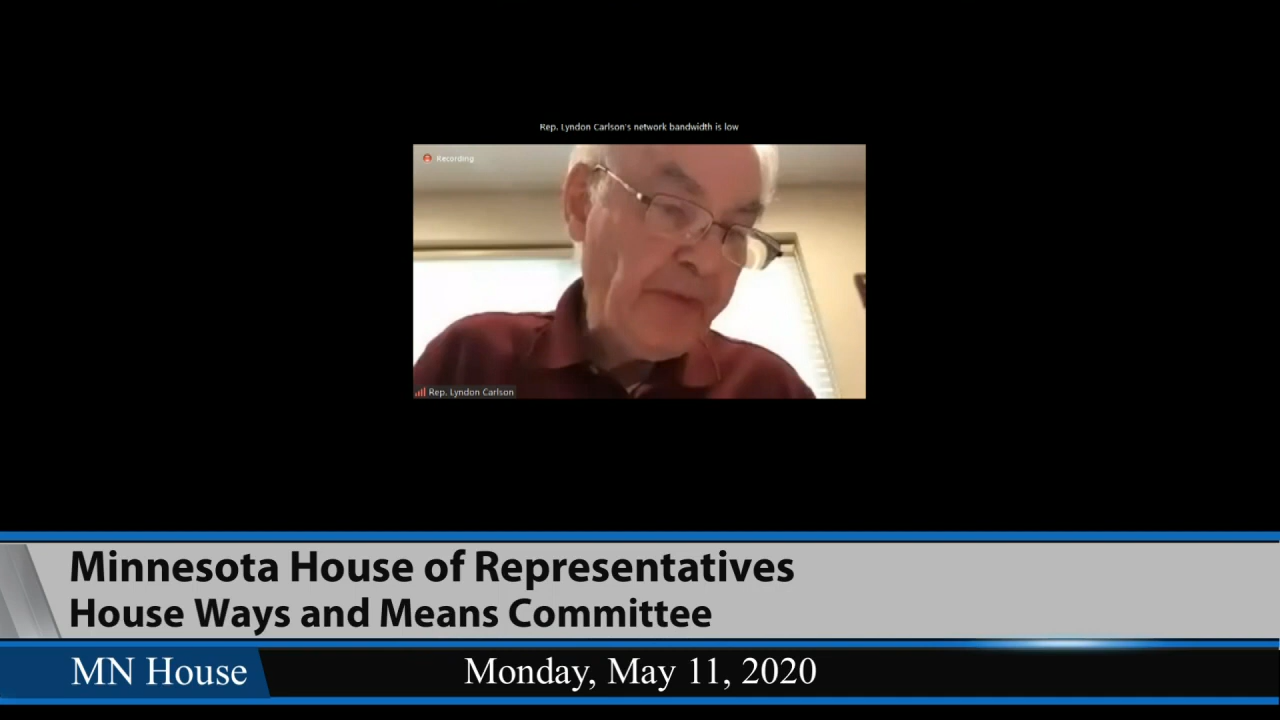 Rep. Lyndon Carlson's network bandwidth is low
Recording
Rep. Lyndon Carlson
Minnesota House of Representatives
House Ways and Means Committee
MN House
Monday, May 11, 2020